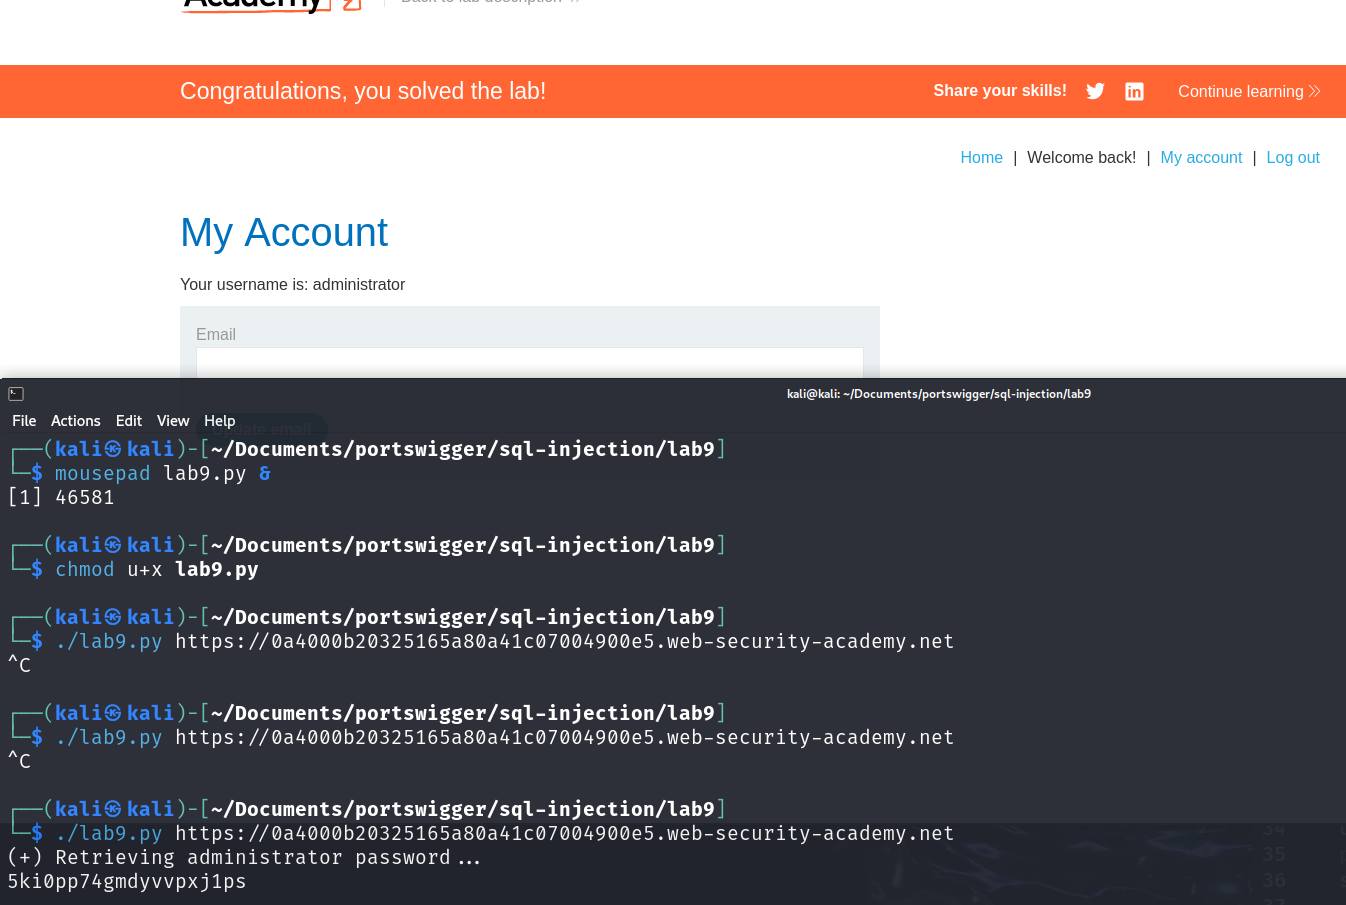 Academy Back to lab description
Congratulations, you solved the lab! Share your skills! Continue learning
Home | Welcome back! | My account | Log out
My Account
Your username is: administrator
Email
kali@kali: ~/Documents/portswigger/sql-injection/lab9
File Actions Edit View Help
Update email
┌──(kali㉿kali)-[~/Documents/portswigger/sql-injection/lab9]
└─$ mousepad lab9.py &
[1] 46581
┌──(kali㉿kali)-[~/Documents/portswigger/sql-injection/lab9]
└─$ chmod u+x lab9.py
┌──(kali㉿kali)-[~/Documents/portswigger/sql-injection/lab9]
└─$ ./lab9.py https://0a4000b20325165a80a41c07004900e5.web-security-academy.net
^C
┌──(kali㉿kali)-[~/Documents/portswigger/sql-injection/lab9]
└─$ ./lab9.py https://0a4000b20325165a80a41c07004900e5.web-security-academy.net
^C
┌──(kali㉿kali)-[~/Documents/portswigger/sql-injection/lab9]
└─$ ./lab9.py https://0a4000b20325165a80a41c07004900e5.web-security-academy.net
34
(+) Retrieving administrator password...
35
5ki0pp74gmdyvvpxj1ps
36